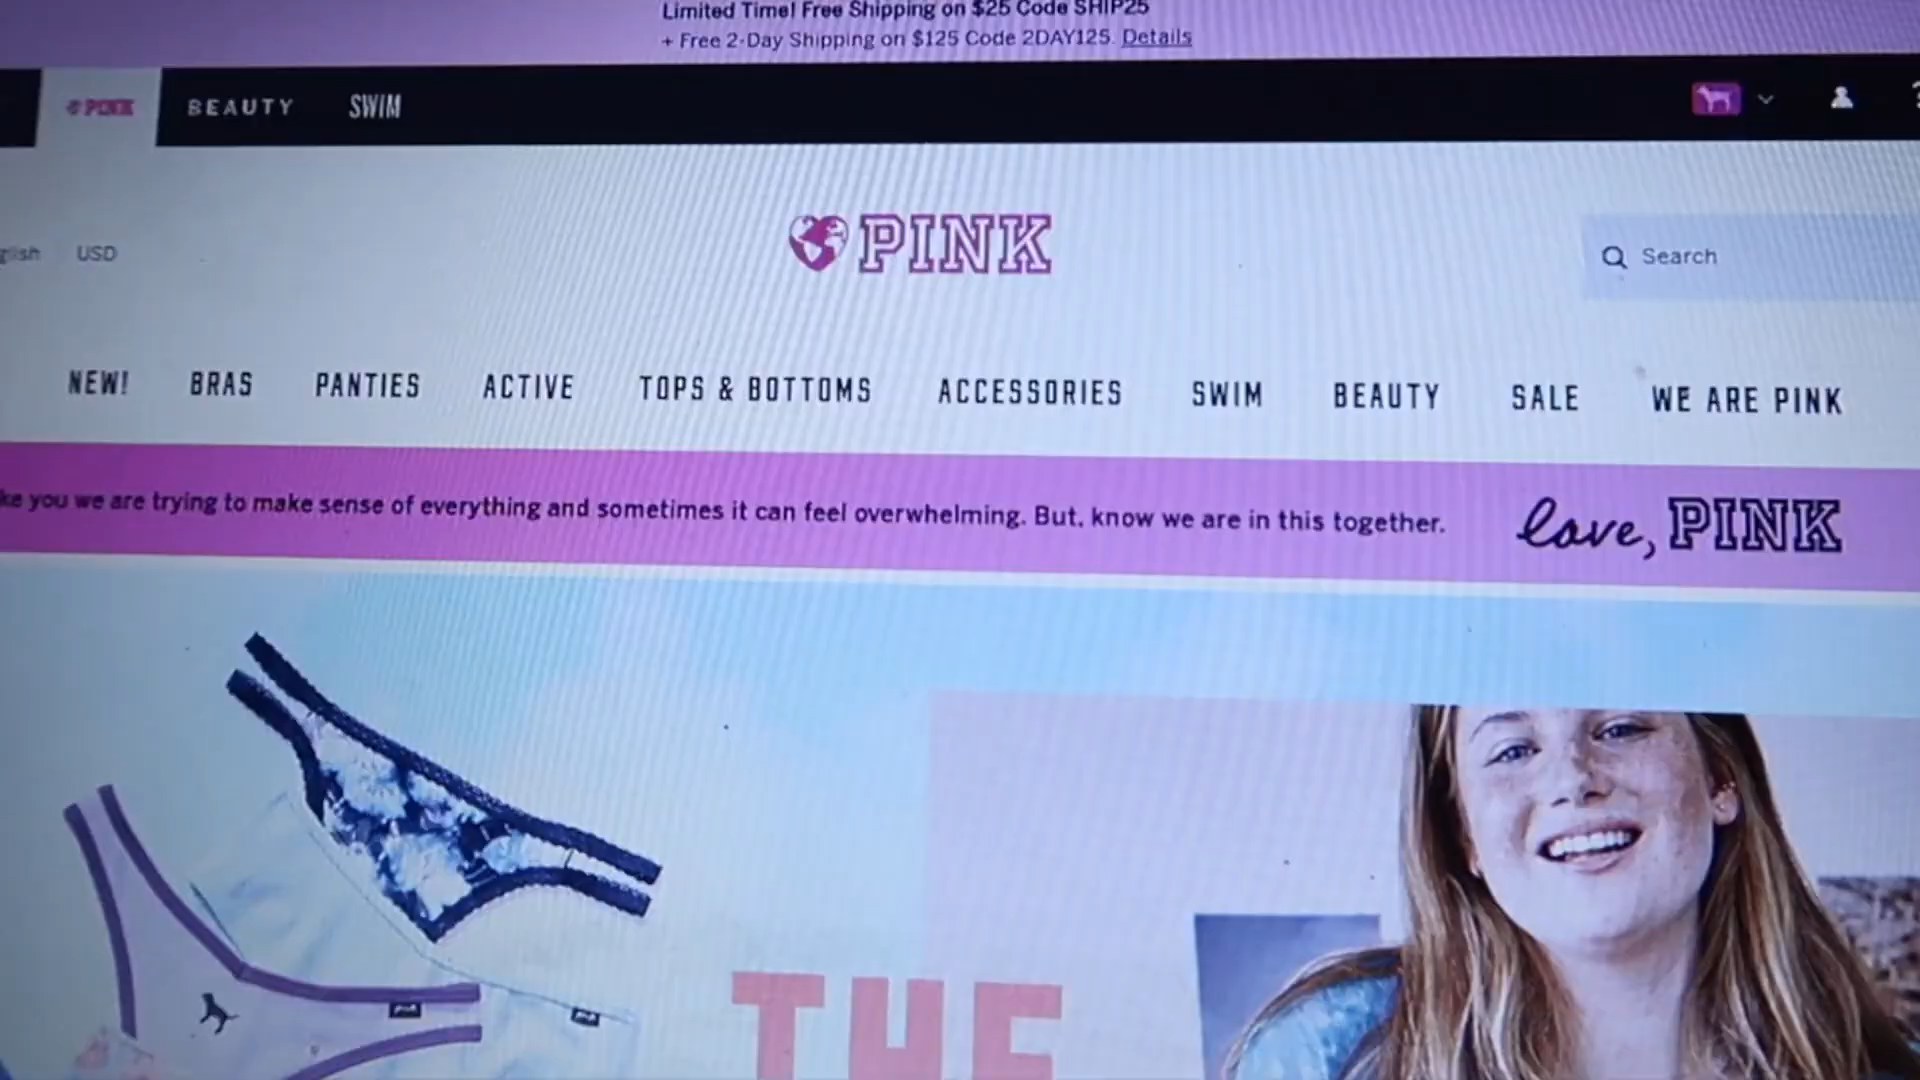 Limited Time! Free Shipping on $25 Code SHIP25
+ Free 2-Day Shipping on $125 Code 2DAY125. Details
PINK
BEAUTY
SWIM
USD
PINK
Search
NEW!
BRAS
PANTIES
ACTIVE
TOPS & BOTTOMS
ACCESSORIES
SWIM
BEAUTY
SALE
WE ARE PINK
you we are trying to make sense of everything and sometimes it can feel overwhelming. But, know we are in this together.
love, PINK
THE